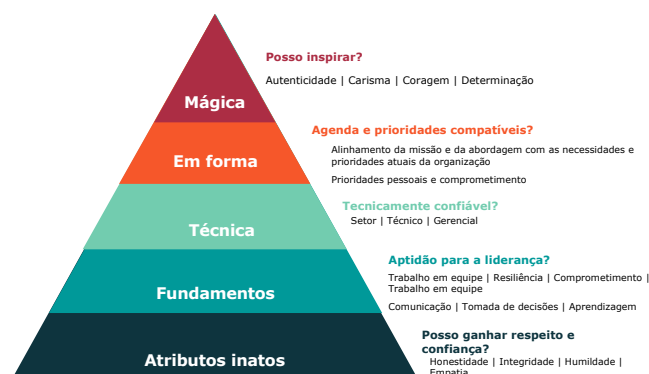 Posso inspirar?
Autenticidade | Carisma | Coragem | Determinação
Mágica
Agenda e prioridades compatíveis?
Alinhamento da missão e da abordagem com as necessidades e
prioridades atuais da organização
Em forma
Prioridades pessoais e comprometimento
Tecnicamente confiável?
Setor | Técnico | Gerencial
Técnica
Aptidão para a liderança?
Trabalho em equipe | Resiliência | Comprometimento |
Trabalho em equipe
Fundamentos
Comunicação | Tomada de decisões | Aprendizagem
Posso ganhar respeito e
confiança?
Atributos inatos
Honestidade | Integridade | Humildade |
Empatia